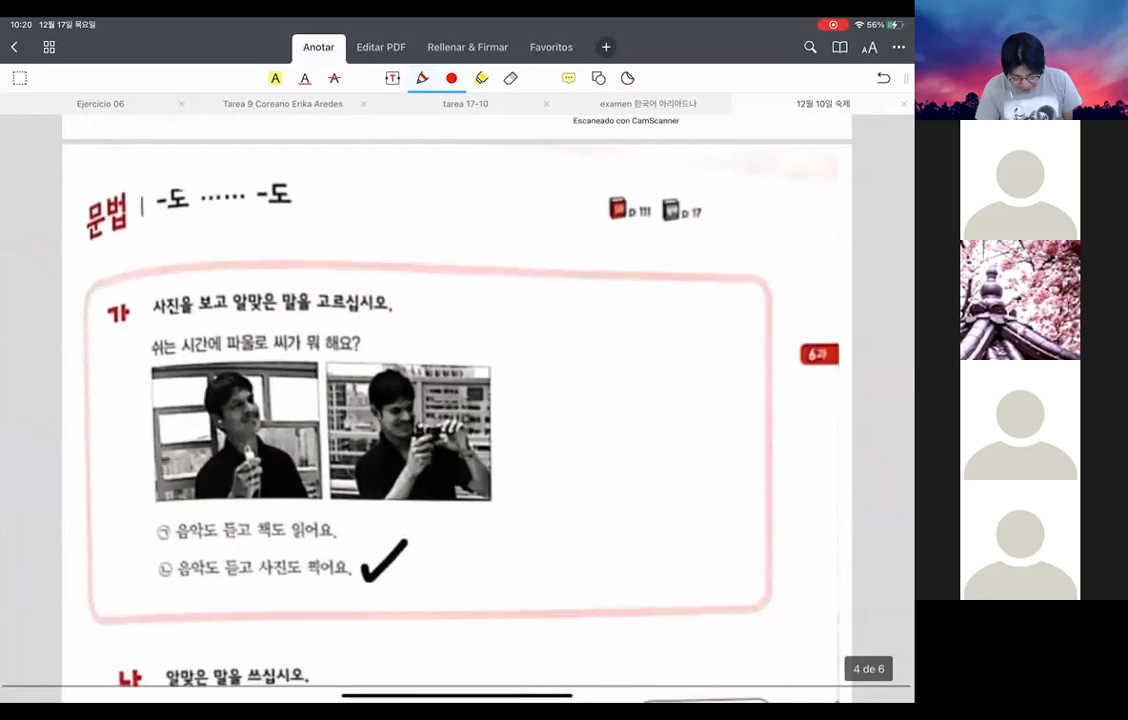 10:20 12월 17일 목요일
56%
Anotar Editar PDF Rellenar & Firmar Favoritos
AA
A A A T
Ejercicio 06 Tarea 9 Coreano Erika Aredes tarea 17-10 examen 한국어 아리아드나 12월 10일 숙제
Escaneado con CamScanner
문법 -도 …… -도
111 17
가 사진을 보고 알맞은 말을 고르십시오.
쉬는 시간에 파울로 씨가 뭐 해요?
6과
㉠ 음악도 듣고 책도 읽어요.
㉡ 음악도 듣고 사진도 찍어요.
4 de 6
나 알맞은 말을 쓰십시오.